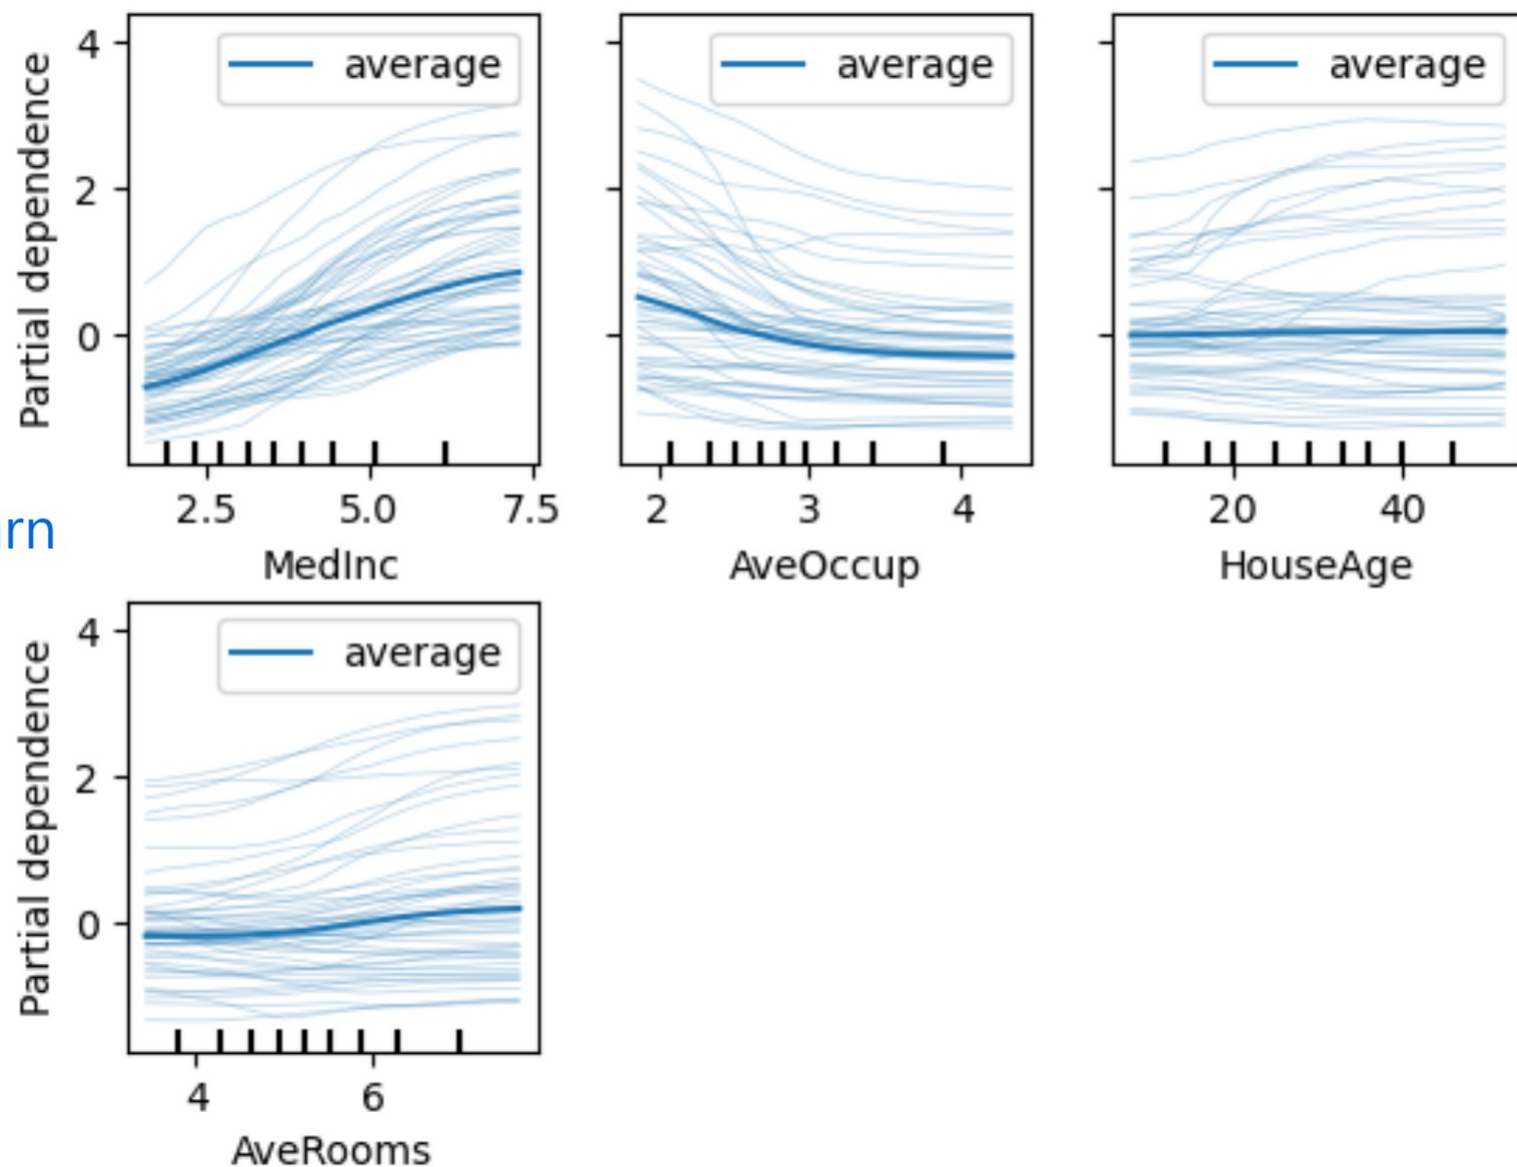 Partial dependence
4
2
0
average
2.5 5.0 7.5
MedInc
average
2 3 4
AveOccup
average
20 40
HouseAge
rn
Partial dependence
4
2
0
average
4 6
AveRooms